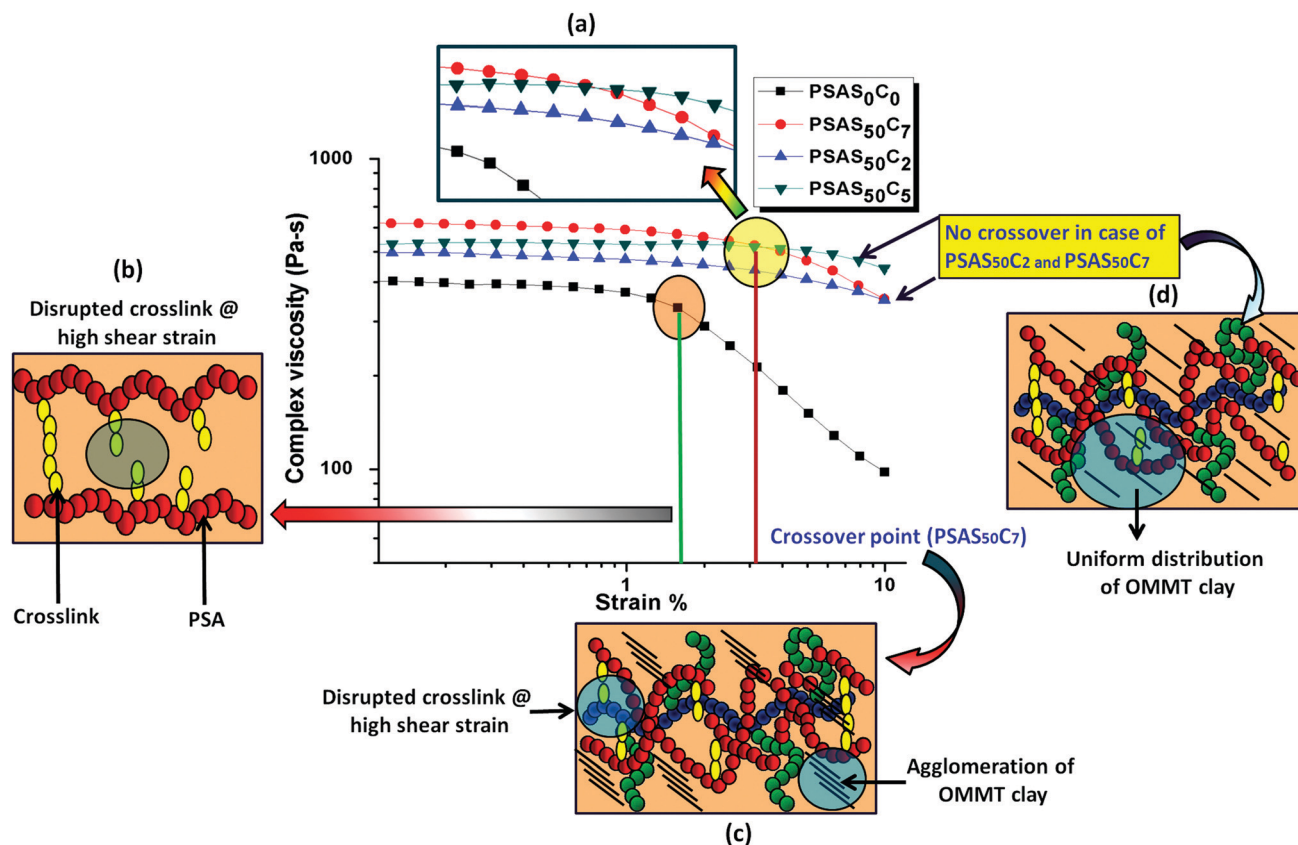 (a)
PSAS0C0
PSAS50C7
PSAS50C2
PSAS50C5
1000
100
Complex viscosity (Pa-s)
1
10
Strain %
No crossover in case of
PSAS50C2 and PSAS50C7
(b)
Disrupted crosslink @
high shear strain
Crosslink
PSA
(d)
Uniform distribution
of OMMT clay
Crossover point (PSAS50C7)
Disrupted crosslink @
high shear strain
Agglomeration of
OMMT clay
(c)